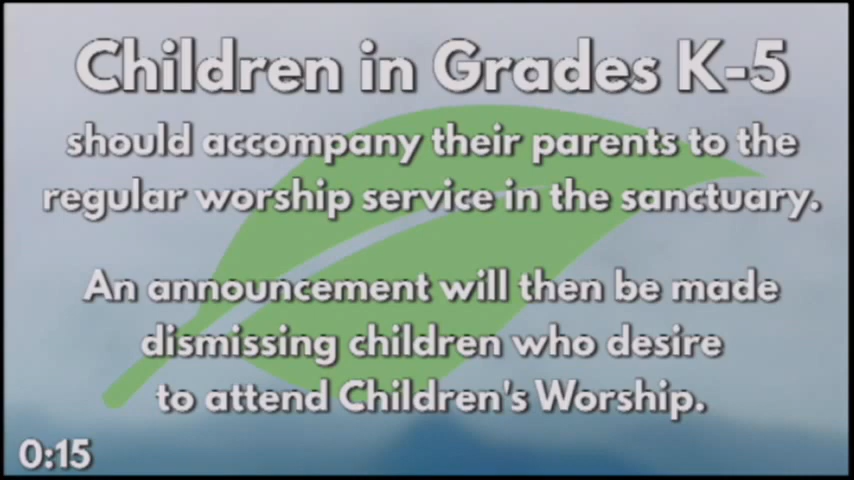 Children in Grades K-5
should accompany their parents to the
regular worship service in the sanctuary.
An announcement will then be made
dismissing children who desire
to attend Children's Worship.
0:15